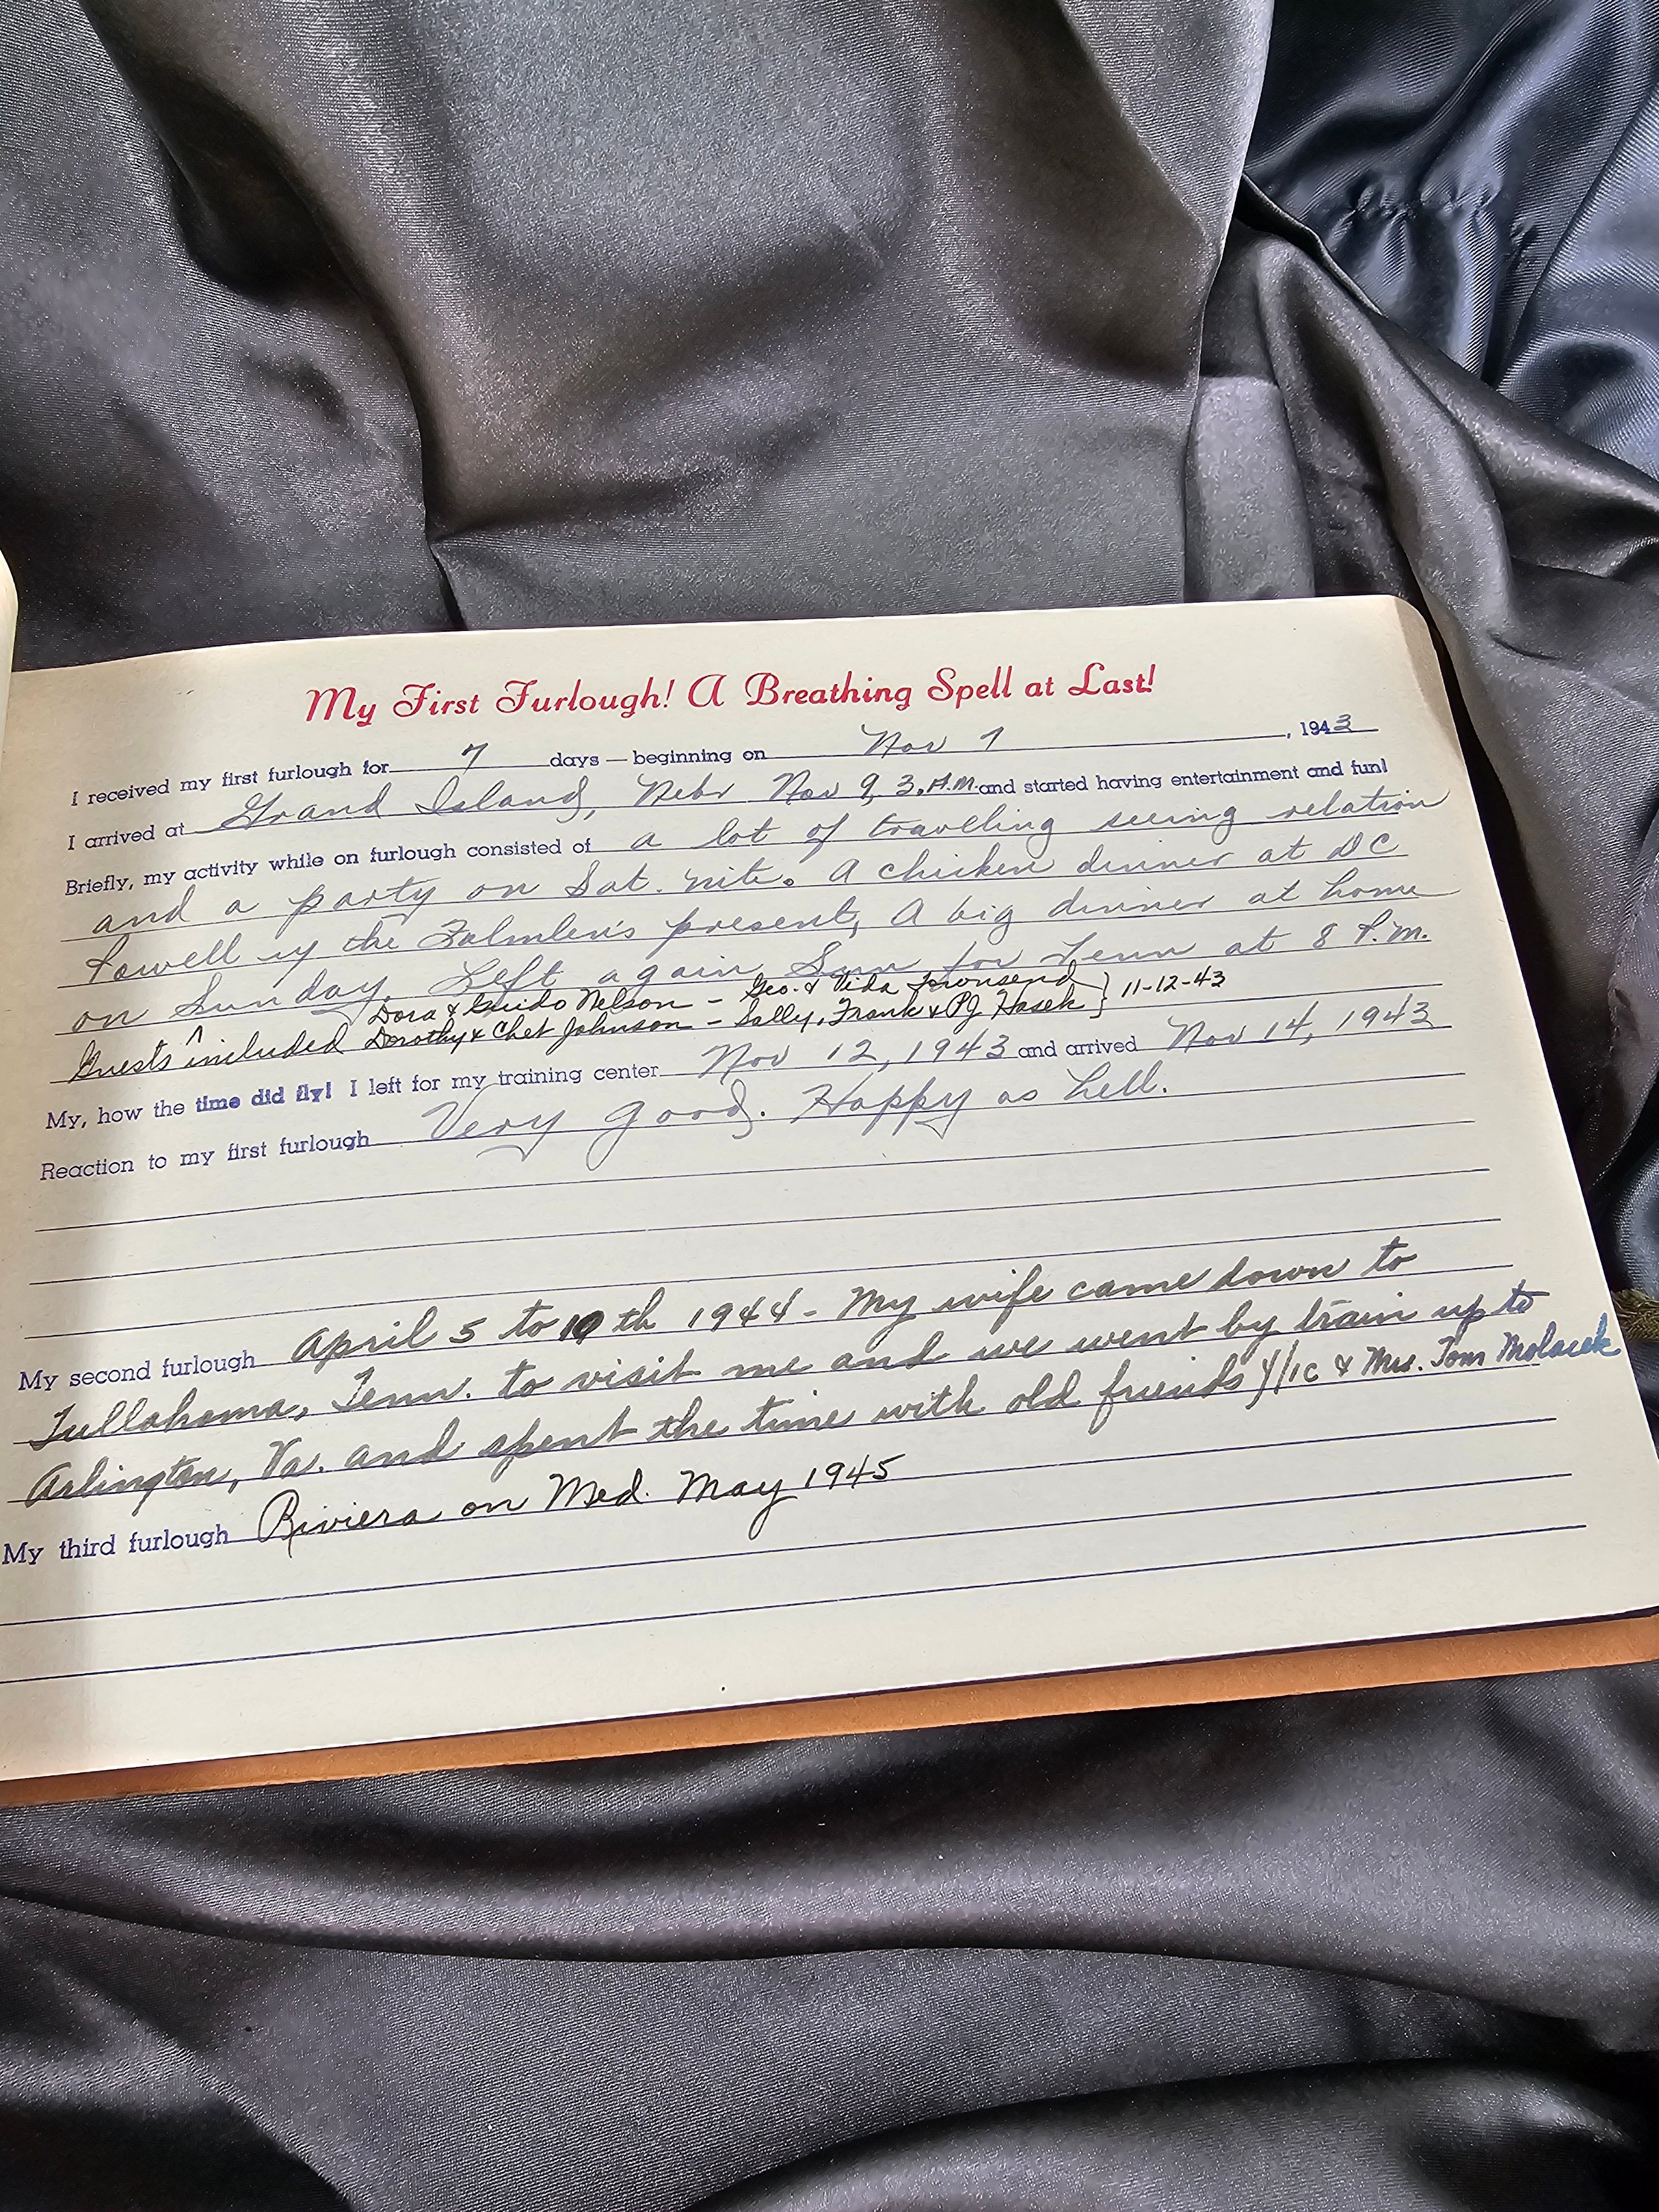 My First Furlough! A Breathing Spell at Last!
I received my first furlough for 7 days — beginning on Nov 7, 1943
I arrived at Grand Island, Nebr Nov 9, 3. A.M. and started having entertainment and fun!
Briefly, my activity while on furlough consisted of a lot of travelling seeing relation
and a party on Sat. nite. A chicken dinner at DC
the present, A big dinner at home
on Sunday. Left again Sun for Tenn at 8 P.M.
Dora & Guido Nelson – Geo. & Vida Townsend
Guests ^ included Dorothy & Chet Johnson – Sally, Frank & PJ Hasek } 11-12-43
My, how the time did fly! I left for my training center Nov 12, 1943 and arrived Nov 14, 1943
Reaction to my first furlough Very good. Happy as hell.
My second furlough April 5 to 10th 1944 – My wife came down to
Tullahoma, Tenn. to visit me and we went by train up to
Arlington, Va. and spent the time with old friends Y/1C & Mrs. Tom Molacek
My third furlough Riviera on Med. May 1945